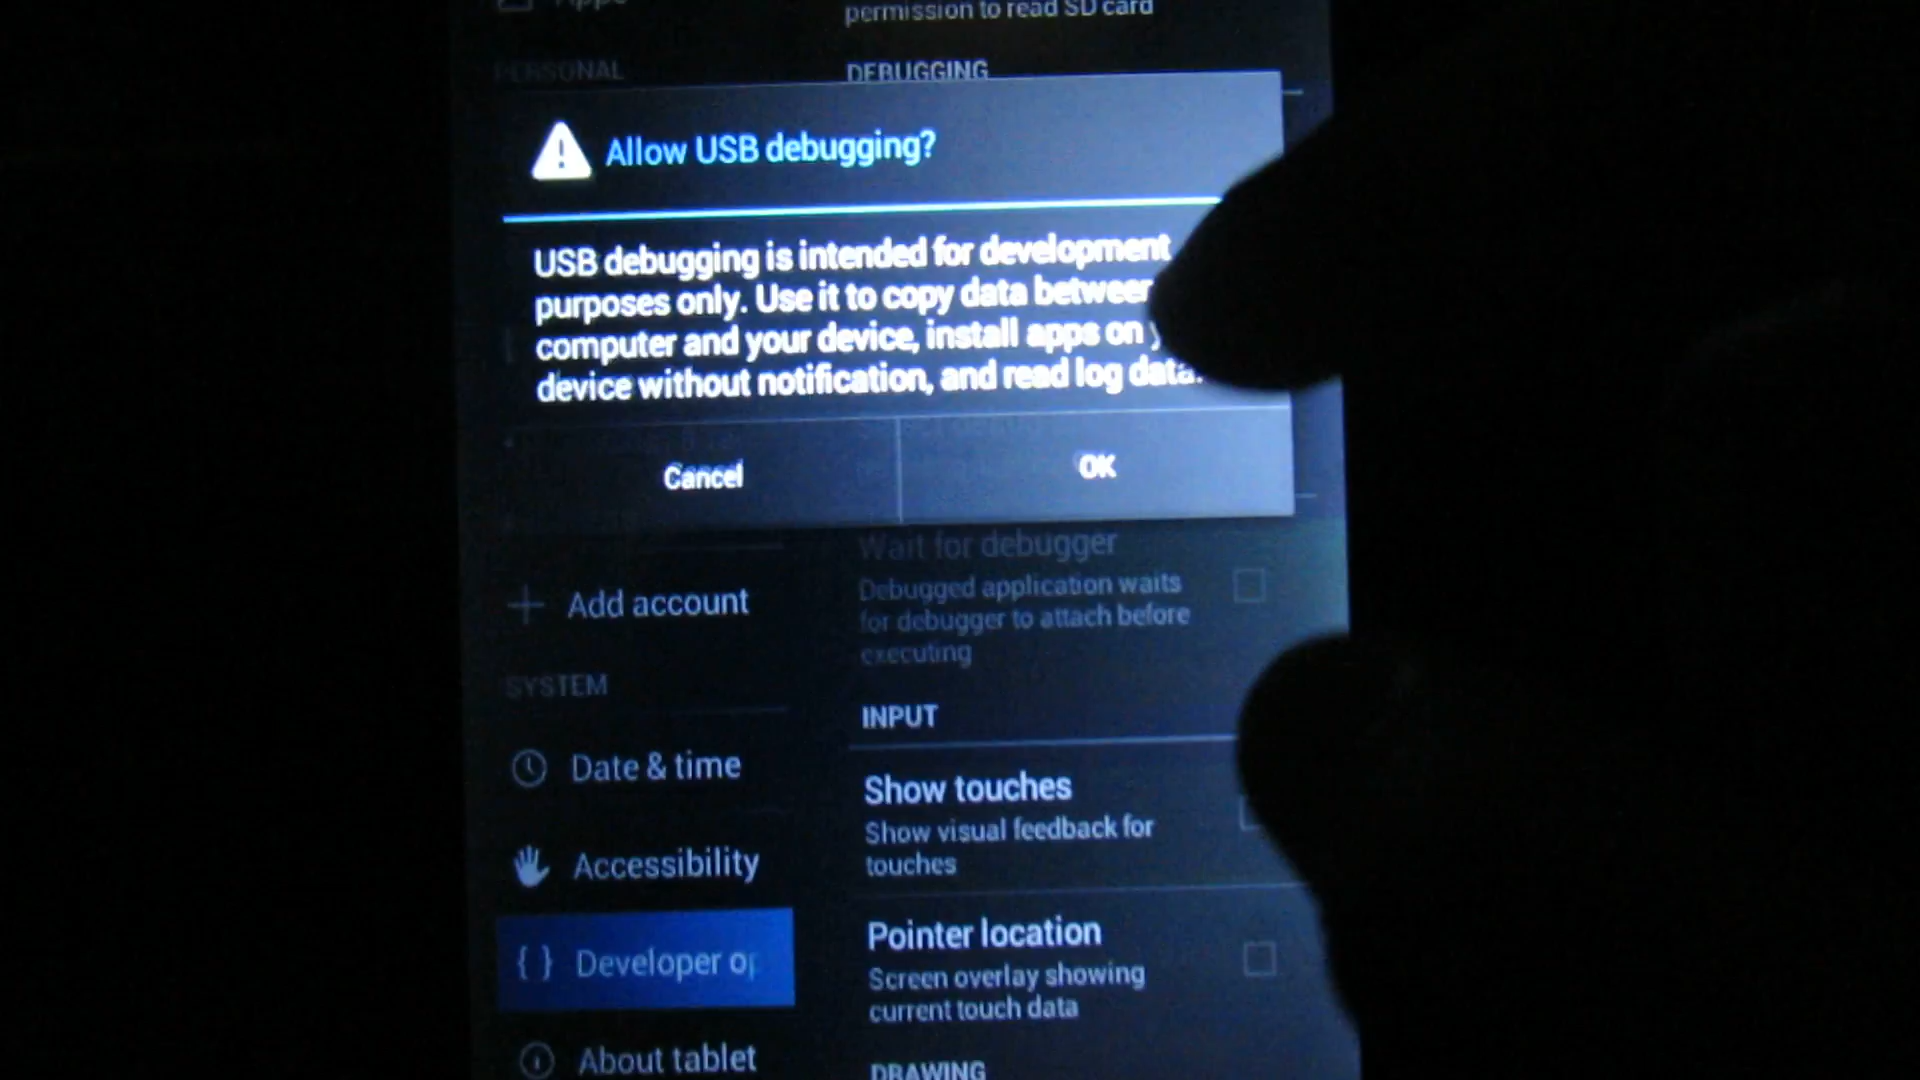 Apps
permission to read SD card
PERSONAL
DEBUGGING
Allow USB debugging?
USB debugging is intended for development
purposes only. Use it to copy data between
computer and your device, install apps on
device without notification, and read log data.
Cancel
OK
Wait for debugger
Debugged application waits
for debugger to attach before
executing
Add account
SYSTEM
INPUT
Date & time
Show touches
Show visual feedback for
touches
Accessibility
Pointer location
Developer op
Screen overlay showing
current touch data
About tablet
DRAWING